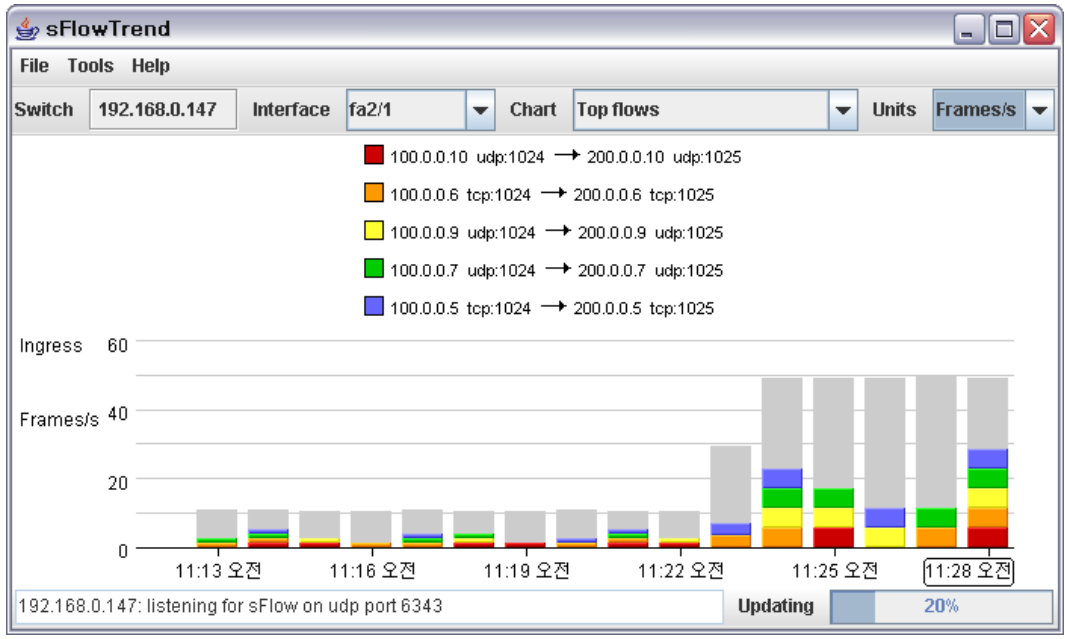 sFlowTrend
File Tools Help
Switch 192.168.0.147 Interface fa2/1 Chart Top flows Units Frames/s
100.0.0.10 udp:1024 → 200.0.0.10 udp:1025
100.0.0.6 tcp:1024 → 200.0.0.6 tcp:1025
100.0.0.9 udp:1024 → 200.0.0.9 udp:1025
100.0.0.7 udp:1024 → 200.0.0.7 udp:1025
100.0.0.5 tcp:1024 → 200.0.0.5 tcp:1025
Ingress 60
Frames/s 40
20
0
11:13 오전 11:16 오전 11:19 오전 11:22 오전 11:25 오전 11:28 오전
192.168.0.147: listening for sFlow on udp port 6343 Updating 20%